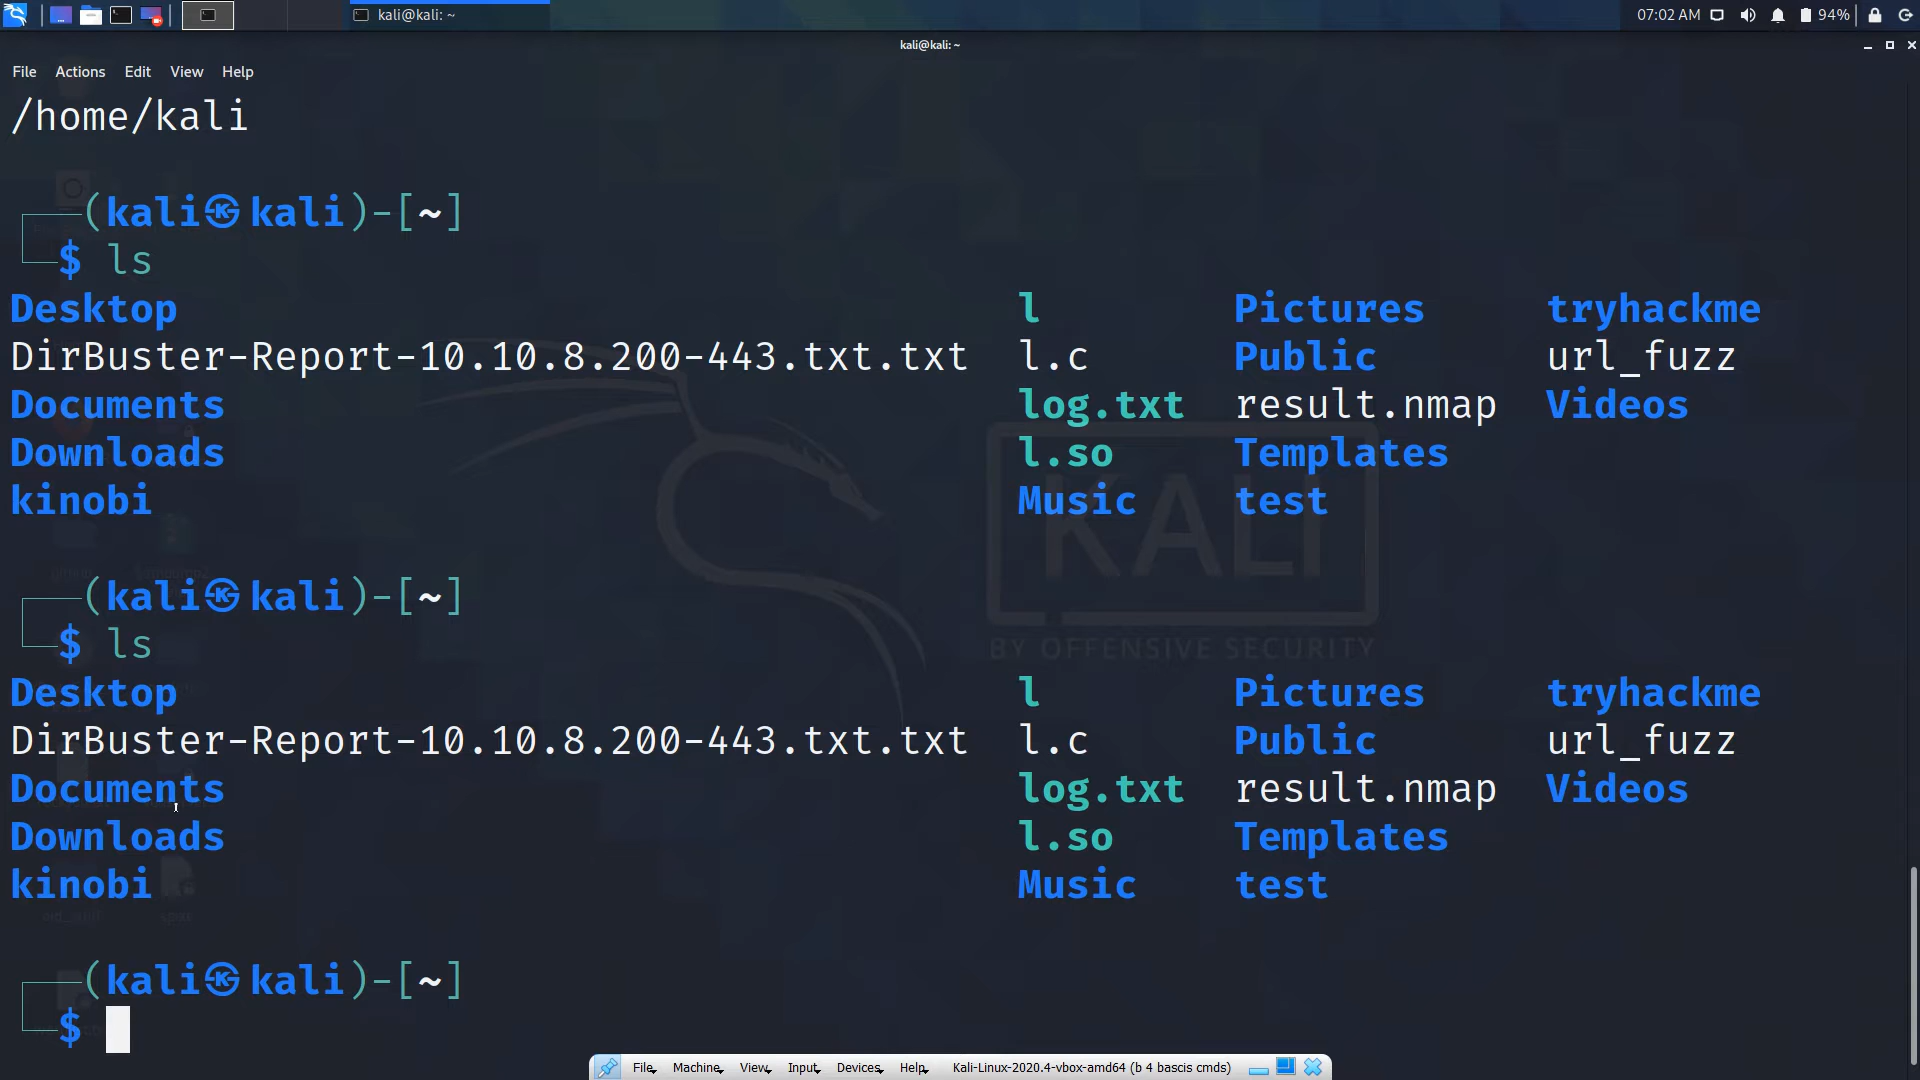 kali@kali: ~
07:02 AM
94%
kali@kali: ~
File Actions Edit View Help
/home/kali
(kali㉿kali)-[~]
$ ls
Desktop l Pictures tryhackme
DirBuster-Report-10.10.8.200-443.txt.txt l.c Public url_fuzz
Documents log.txt result.nmap Videos
Downloads l.so Templates
kinobi Music test
KALI
BY OFFENSIVE SECURITY
(kali㉿kali)-[~]
$ ls
Desktop l Pictures tryhackme
DirBuster-Report-10.10.8.200-443.txt.txt l.c Public url_fuzz
Documents log.txt result.nmap Videos
Downloads l.so Templates
kinobi Music test
(kali㉿kali)-[~]
$
File Machine View Input Devices Help Kali-Linux-2020.4-vbox-amd64 (b 4 bascis cmds)